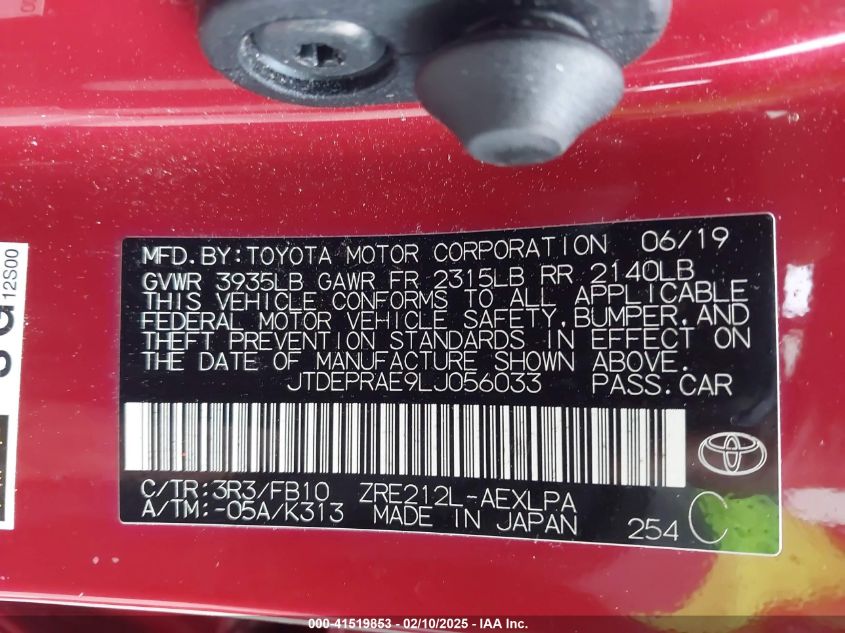 MFD.BY:TOYOTA MOTOR CORPORATION 06/19
GVWR 3935LB GAWR FR 2315LB RR 2140LB
THIS VEHICLE CONFORMS TO ALL APPLICABLE
FEDERAL MOTOR VEHICLE SAFETY,BUMPER,AND
THEFT PREVENTION STANDARDS IN EFFECT ON
THE DATE OF MANUFACTURE SHOWN ABOVE.
JTDEPRAE9LJ056033 PASS.CAR
C/TR:3R3/FB10 ZRE212L-AEXLPA
A/TM:-05A/K313 MADE IN JAPAN 254 C
12S00
000-41519853 - 02/10/2025 - IAA Inc.